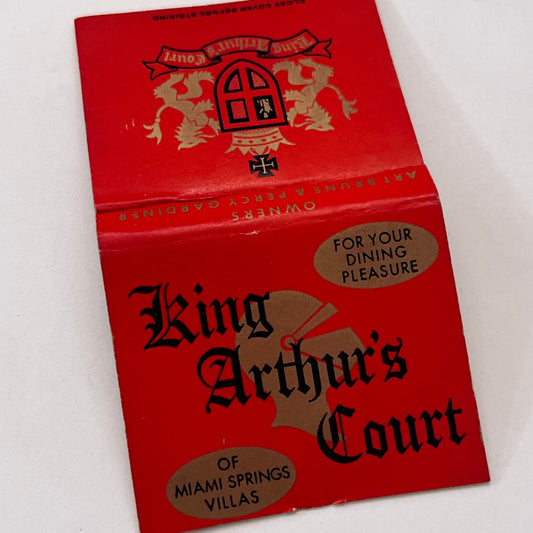 CLOSE COVER BEFORE STRIKING
King Arthur's Court
OWNERS
ART BRUNS & PERCY GARDINER
FOR YOUR
DINING
PLEASURE
King
Arthur's
Court
OF
MIAMI SPRINGS
VILLAS